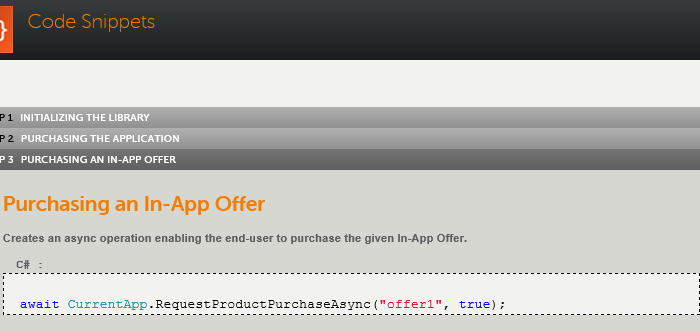 }
Code Snippets
P 1 INITIALIZING THE LIBRARY
P 2 PURCHASING THE APPLICATION
P 3 PURCHASING AN IN-APP OFFER
Purchasing an In-App Offer
Creates an async operation enabling the end-user to purchase the given In-App Offer.
C# :
await CurrentApp.RequestProductPurchaseAsync("offer1", true);